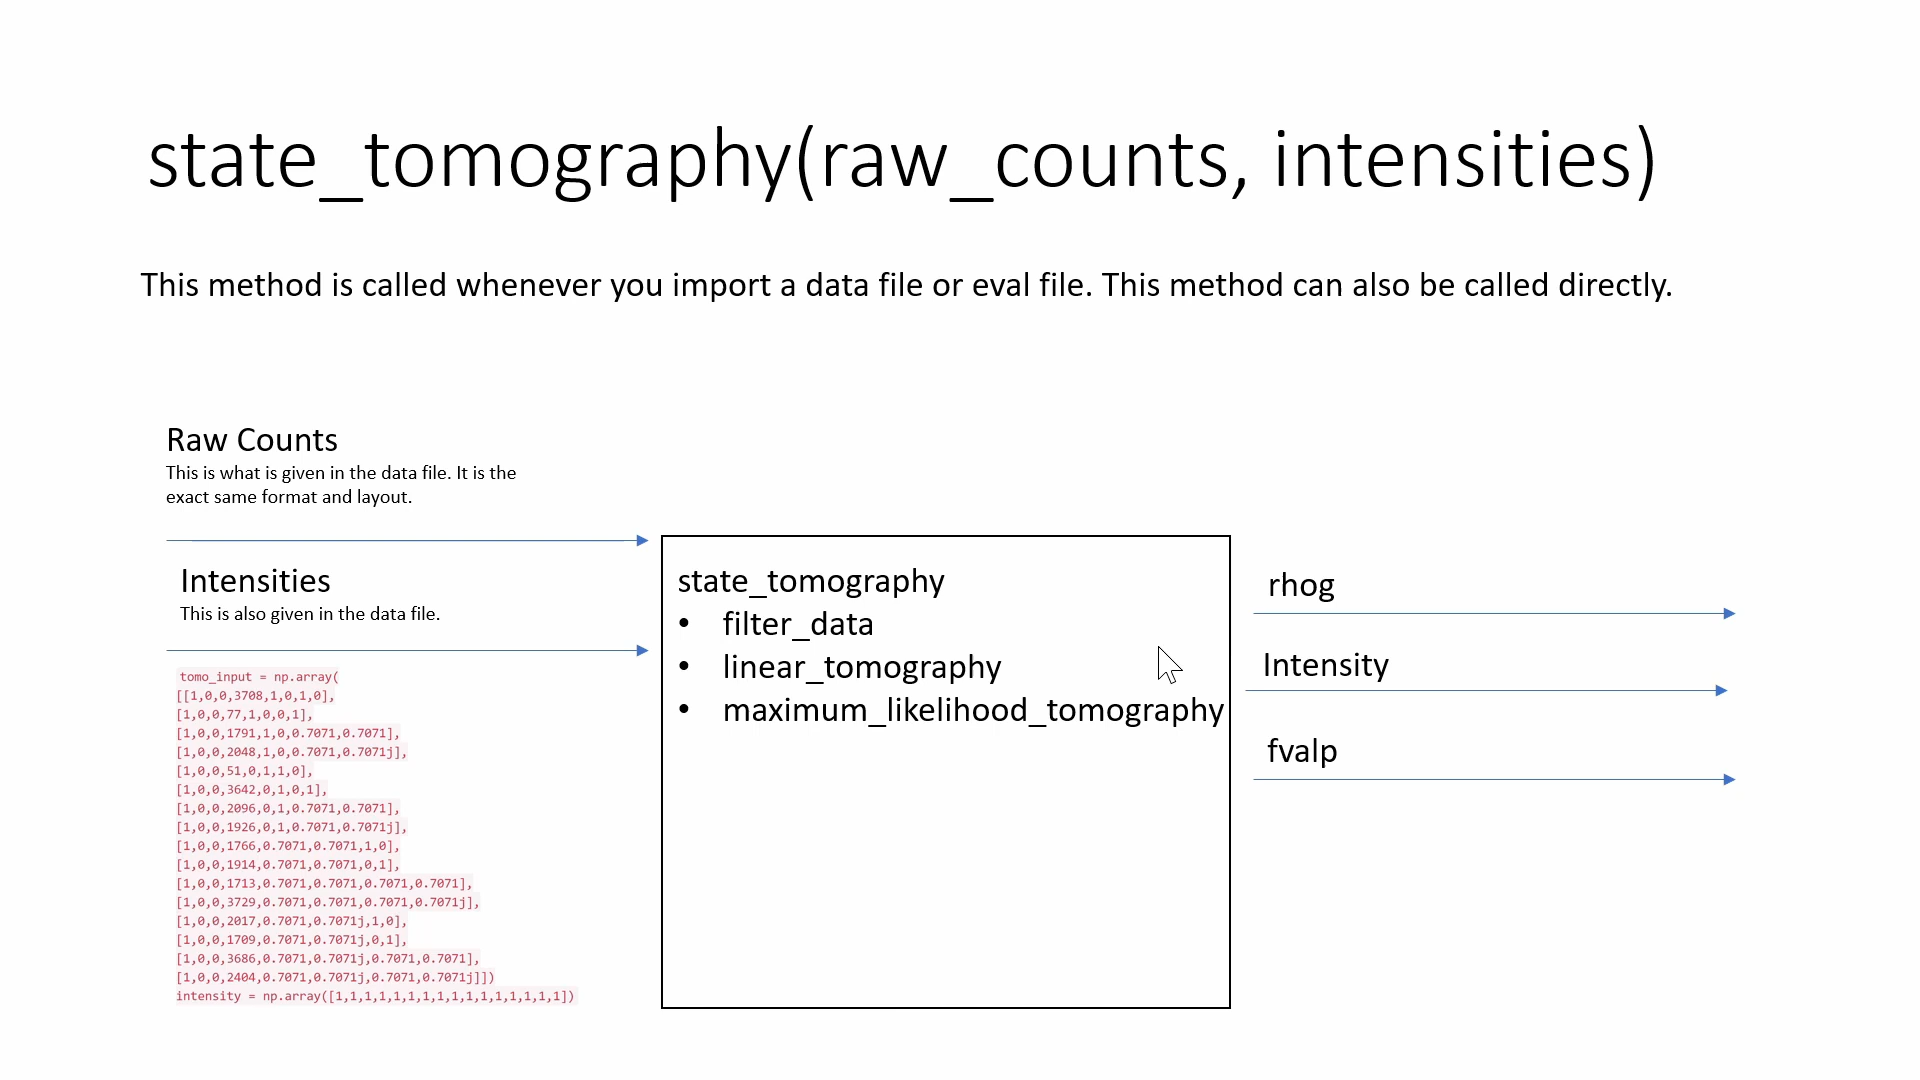 state_tomography(raw_counts, intensities)
This method is called whenever you import a data file or eval file. This method can also be called directly.
Raw Counts
This is what is given in the data file. It is the
exact same format and layout.
Intensities
This is also given in the data file.
tomo_input = np.array(
[[1,0,0,3708,1,0,1,0],
[1,0,0,77,1,0,0,1],
[1,0,0,1791,1,0,0.7071,0.7071],
[1,0,0,2048,1,0,0.7071,0.7071j],
[1,0,0,51,0,1,1,0],
[1,0,0,3642,0,1,0,1],
[1,0,0,2096,0,1,0.7071,0.7071],
[1,0,0,1926,0,1,0.7071,0.7071j],
[1,0,0,1766,0.7071,0.7071,1,0],
[1,0,0,1914,0.7071,0.7071,0,1],
[1,0,0,1713,0.7071,0.7071,0.7071,0.7071],
[1,0,0,3729,0.7071,0.7071,0.7071,0.7071j],
[1,0,0,2017,0.7071,0.7071j,1,0],
[1,0,0,1709,0.7071,0.7071j,0,1],
[1,0,0,3686,0.7071,0.7071j,0.7071,0.7071],
[1,0,0,2404,0.7071,0.7071j,0.7071,0.7071j]])
intensity = np.array([1,1,1,1,1,1,1,1,1,1,1,1,1,1,1,1])
state_tomography
• filter_data
• linear_tomography
• maximum_likelihood_tomography
rhog
Intensity
fvalp